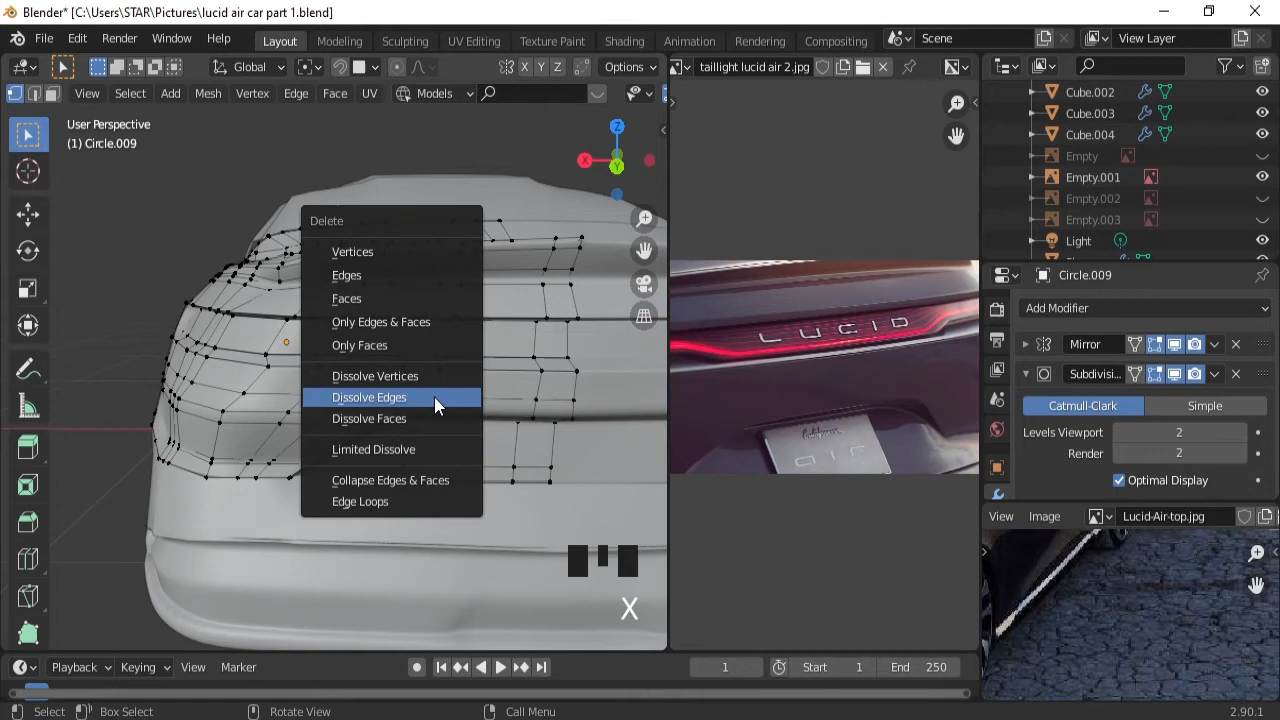 Blender* [C:\Users\STAR\Pictures\lucid air car part 1.blend]
File Edit Render Window Help
Layout Modeling Sculpting UV Editing Texture Paint Shading Animation Rendering Compositing
Scene
View Layer
Global
X Y Z
Options
taillight lucid air 2.jpg
View Select Add Mesh Vertex Edge Face UV
Models
User Perspective
(1) Circle.009
Z
X
Y
Delete
Vertices
Edges
Faces
Only Edges & Faces
Only Faces
Dissolve Vertices
Dissolve Edges
Dissolve Faces
Limited Dissolve
Collapse Edges & Faces
Edge Loops
X
LUCID
AIR
Cube.002
Cube.003
Cube.004
Empty
Empty.001
Empty.002
Empty.003
Light
Circle.009
Add Modifier
Mirror
Subdivisi...
Catmull-Clark Simple
Levels Viewport 2
Render 2
Optimal Display
View Image Lucid-Air-top.jpg
Playback Keying View Marker
1
Start 1 End 250
Select Box Select Rotate View Call Menu 2.90.1